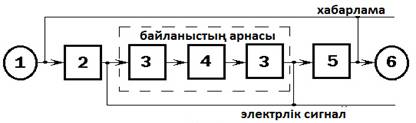 хабарлама
байланыстың арнасы
1 2 3 4 3 5 6
электрлік сигнал